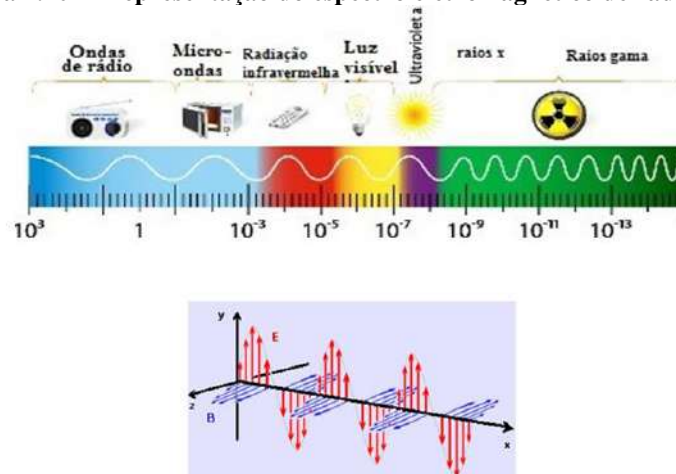 Ondas de rádio
Micro-ondas
Radiação infravermelha
Luz visível
Ultravioleta
raios x
Raios gama
10³ 1 10⁻³ 10⁻⁵ 10⁻⁷ 10⁻⁹ 10⁻¹¹ 10⁻¹³
y
E
B
z
x